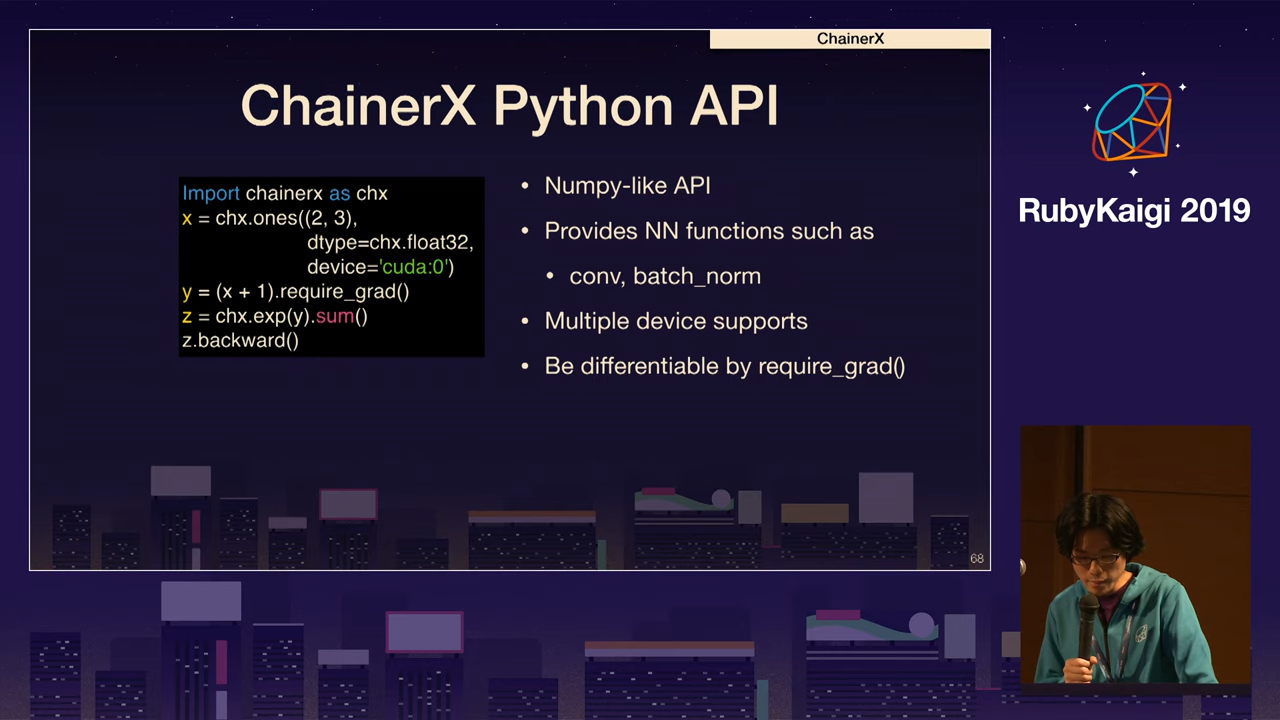 ChainerX
ChainerX Python API
Import chainerx as chx
x = chx.ones((2, 3),
dtype=chx.float32,
device='cuda:0')
y = (x + 1).require_grad()
z = chx.exp(y).sum()
z.backward()
• Numpy-like API
• Provides NN functions such as
• conv, batch_norm
• Multiple device supports
• Be differentiable by require_grad()
68
RubyKaigi 2019